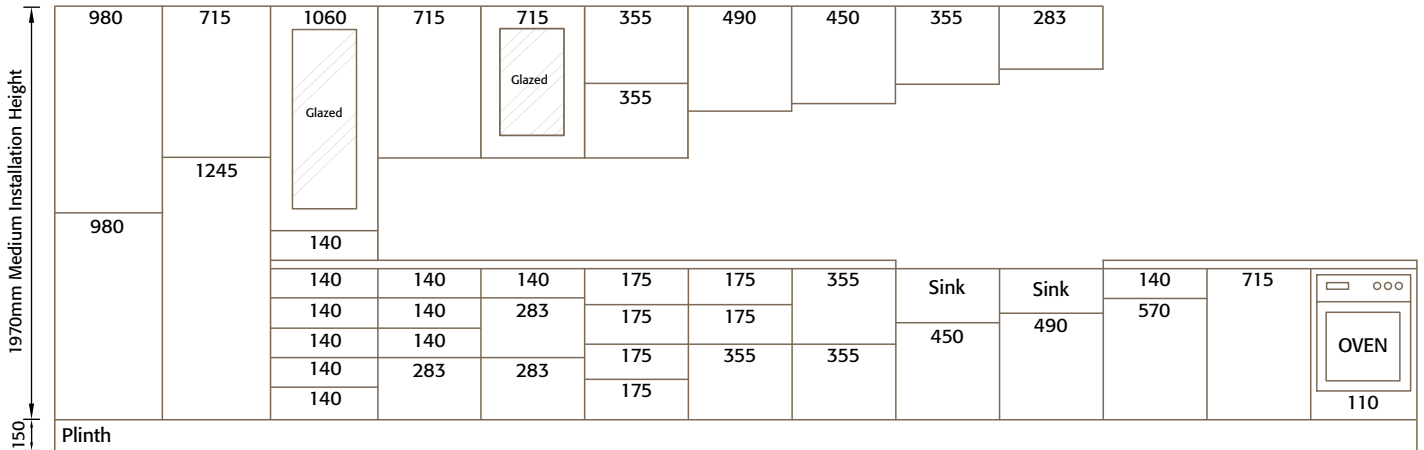 980 715 1060 715 715 355 490 450 355 283
Glazed
Glazed
355
1245
980
140
140 140 140 175 175 355 Sink Sink 140 715
140 140 283 175 175 450 490 570
140 140 175 355 355 OVEN
140 283 283 175
140 110
1970mm Medium Installation Height
150
Plinth